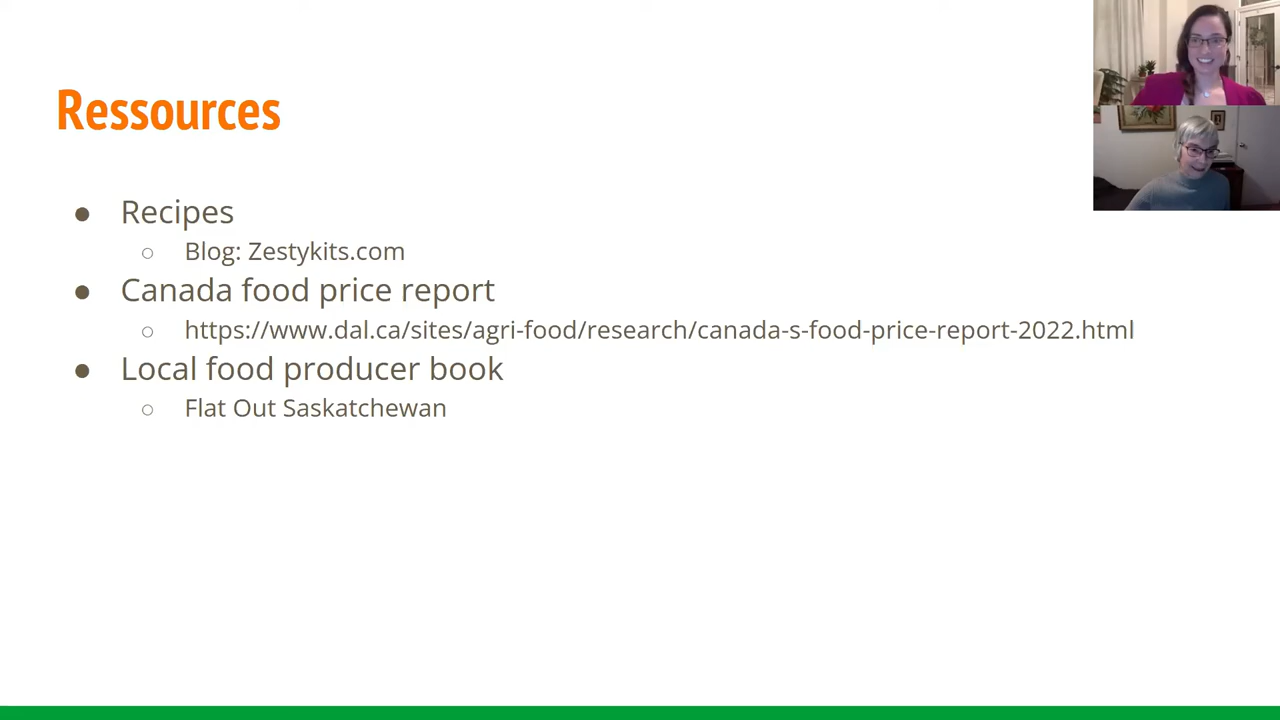 Ressources
● Recipes
○ Blog: Zestykits.com
● Canada food price report
○ https://www.dal.ca/sites/agri-food/research/canada-s-food-price-report-2022.html
● Local food producer book
○ Flat Out Saskatchewan